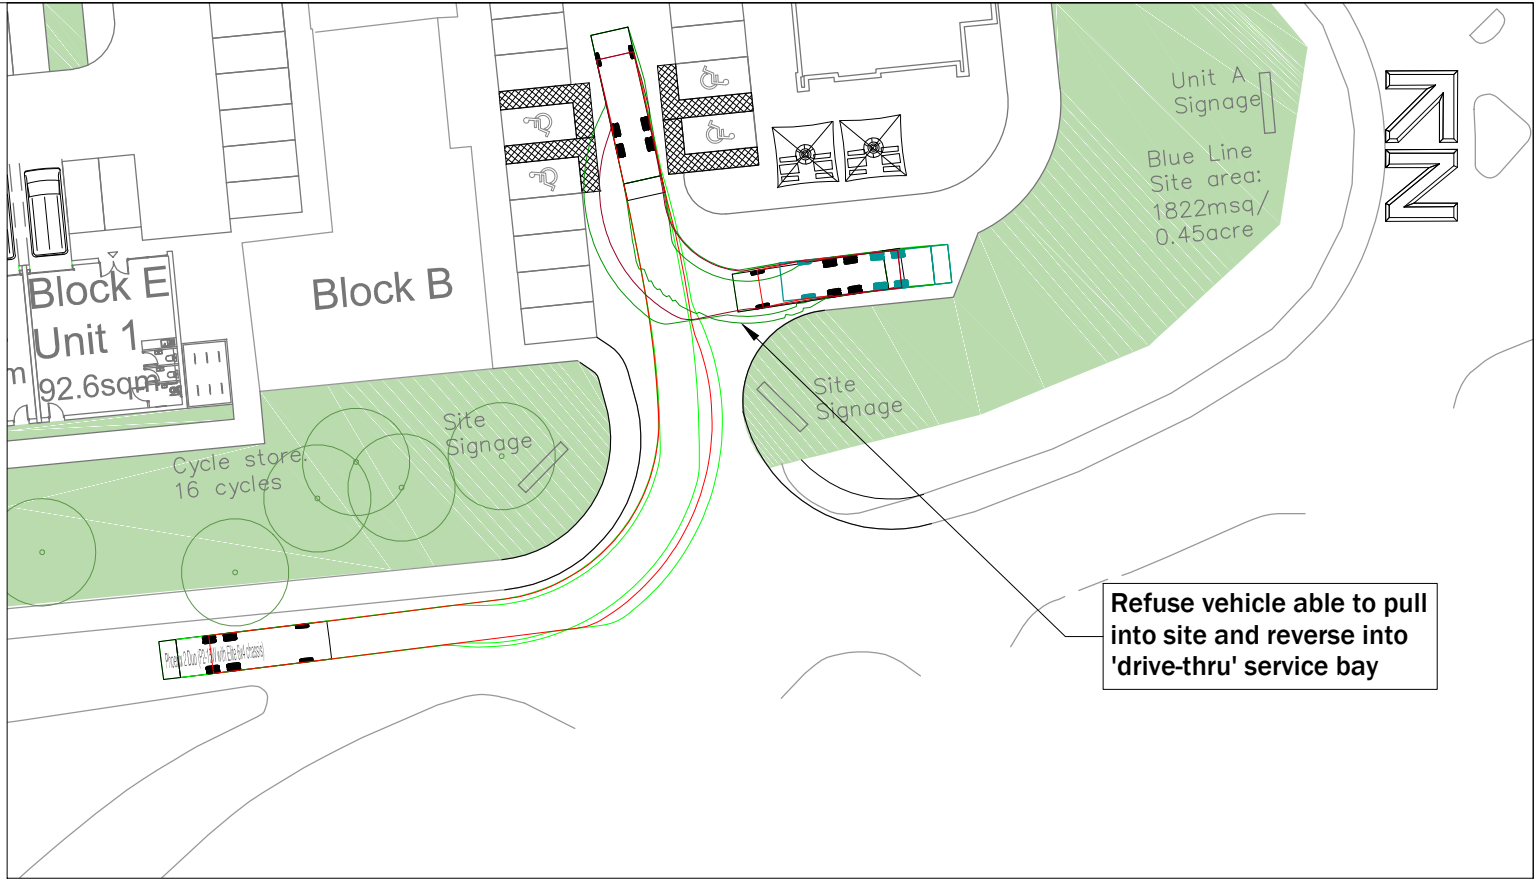 Unit A
Signage
Blue Line
Site area:
1822msq/
0.45acre
Block E
Unit 1
92.6sqm
m
Block B
Site
Signage
Site
Signage
Cycle store.
16 cycles
Refuse vehicle able to pull
into site and reverse into
'drive-thru' service bay